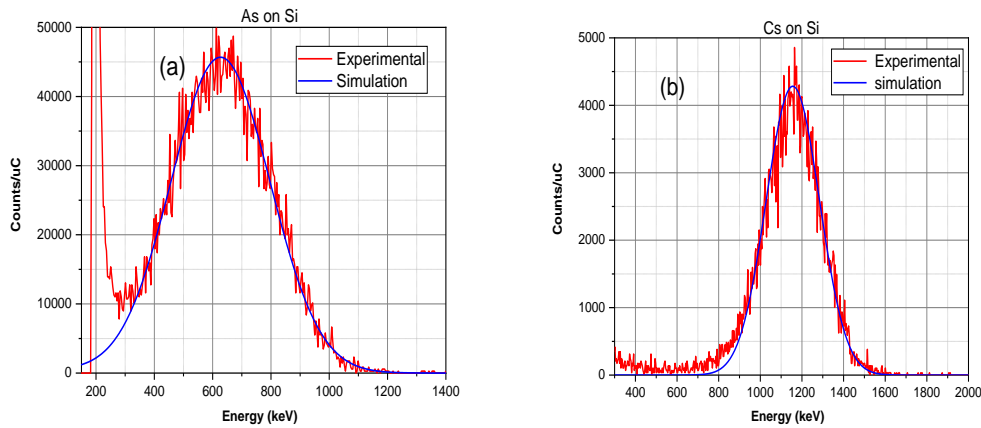 As on Si
50000
40000
30000
20000
10000
0
Counts/uC
(a)
Experimental
Simulation
200 400 600 800 1000 1200 1400
Energy (keV)
Cs on Si
5000
4000
3000
2000
1000
0
Counts/uC
(b)
Experimental
simulation
400 600 800 1000 1200 1400 1600 1800 2000
Energy (keV)